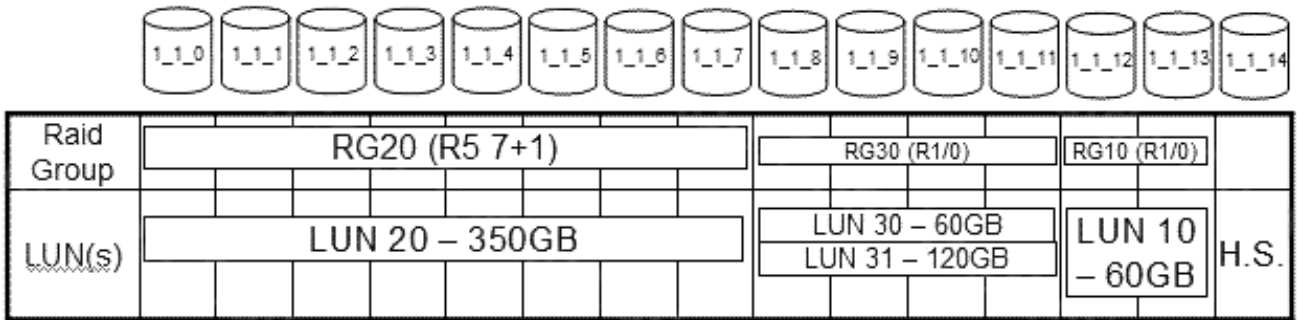 1_1_0 1_1_1 1_1_2 1_1_3 1_1_4 1_1_5 1_1_6 1_1_7 1_1_8 1_1_9 1_1_10 1_1_11 1_1_12 1_1_13 1_1_14
Raid
Group
RG20 (R5 7+1)
RG30 (R1/0)
RG10 (R1/0)
LUN(s)
LUN 20 – 350GB
LUN 30 – 60GB
LUN 31 – 120GB
LUN 10
– 60GB
H.S.